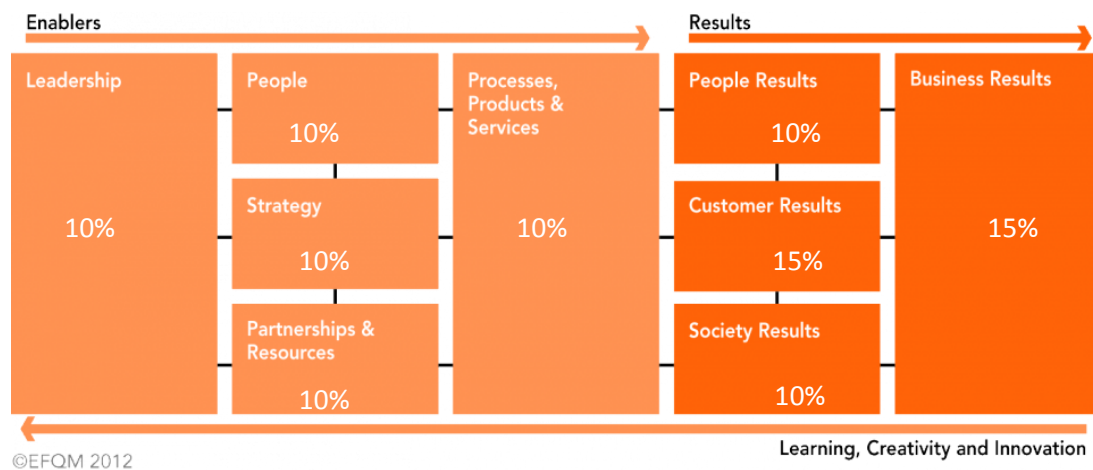 Enablers
Results
Leadership
10%
People
10%
Strategy
10%
Partnerships &
Resources
10%
Processes,
Products &
Services
10%
People Results
10%
Customer Results
15%
Society Results
10%
Business Results
15%
Learning, Creativity and Innovation
©EFQM 2012